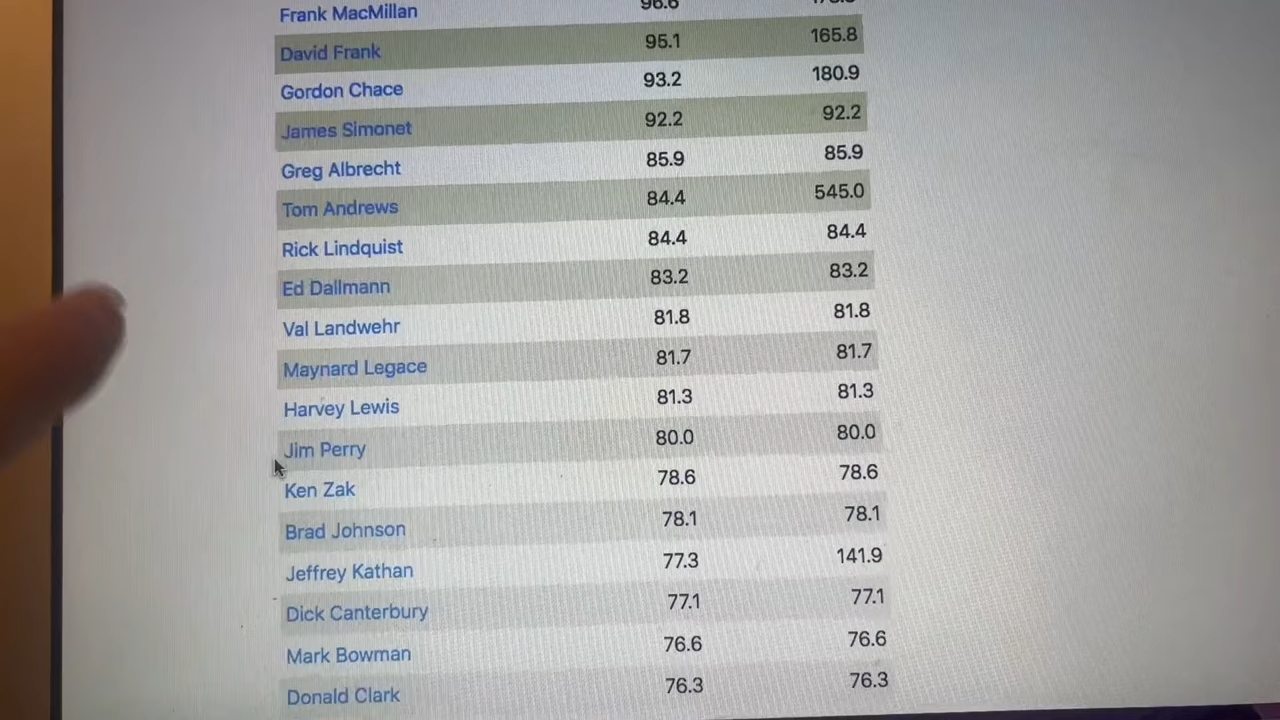 Frank MacMillan 96.6
David Frank 95.1 165.8
Gordon Chace 93.2 180.9
James Simonet 92.2 92.2
Greg Albrecht 85.9 85.9
Tom Andrews 84.4 545.0
Rick Lindquist 84.4 84.4
Ed Dallmann 83.2 83.2
Val Landwehr 81.8 81.8
Maynard Legace 81.7 81.7
Harvey Lewis 81.3 81.3
Jim Perry 80.0 80.0
Ken Zak 78.6 78.6
Brad Johnson 78.1 78.1
Jeffrey Kathan 77.3 141.9
Dick Canterbury 77.1 77.1
Mark Bowman 76.6 76.6
Donald Clark 76.3 76.3